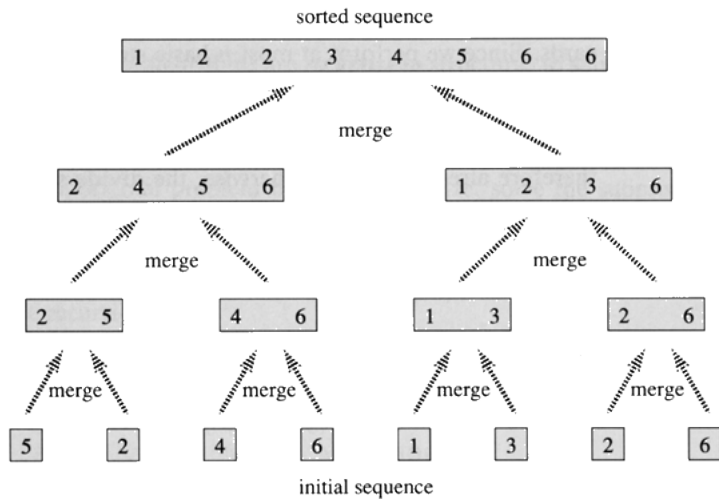 sorted sequence
1 2 2 3 4 5 6 6
merge
2 4 5 6
1 2 3 6
merge
merge
2 5
4 6
1 3
2 6
merge
merge
merge
merge
5
2
4
6
1
3
2
6
initial sequence